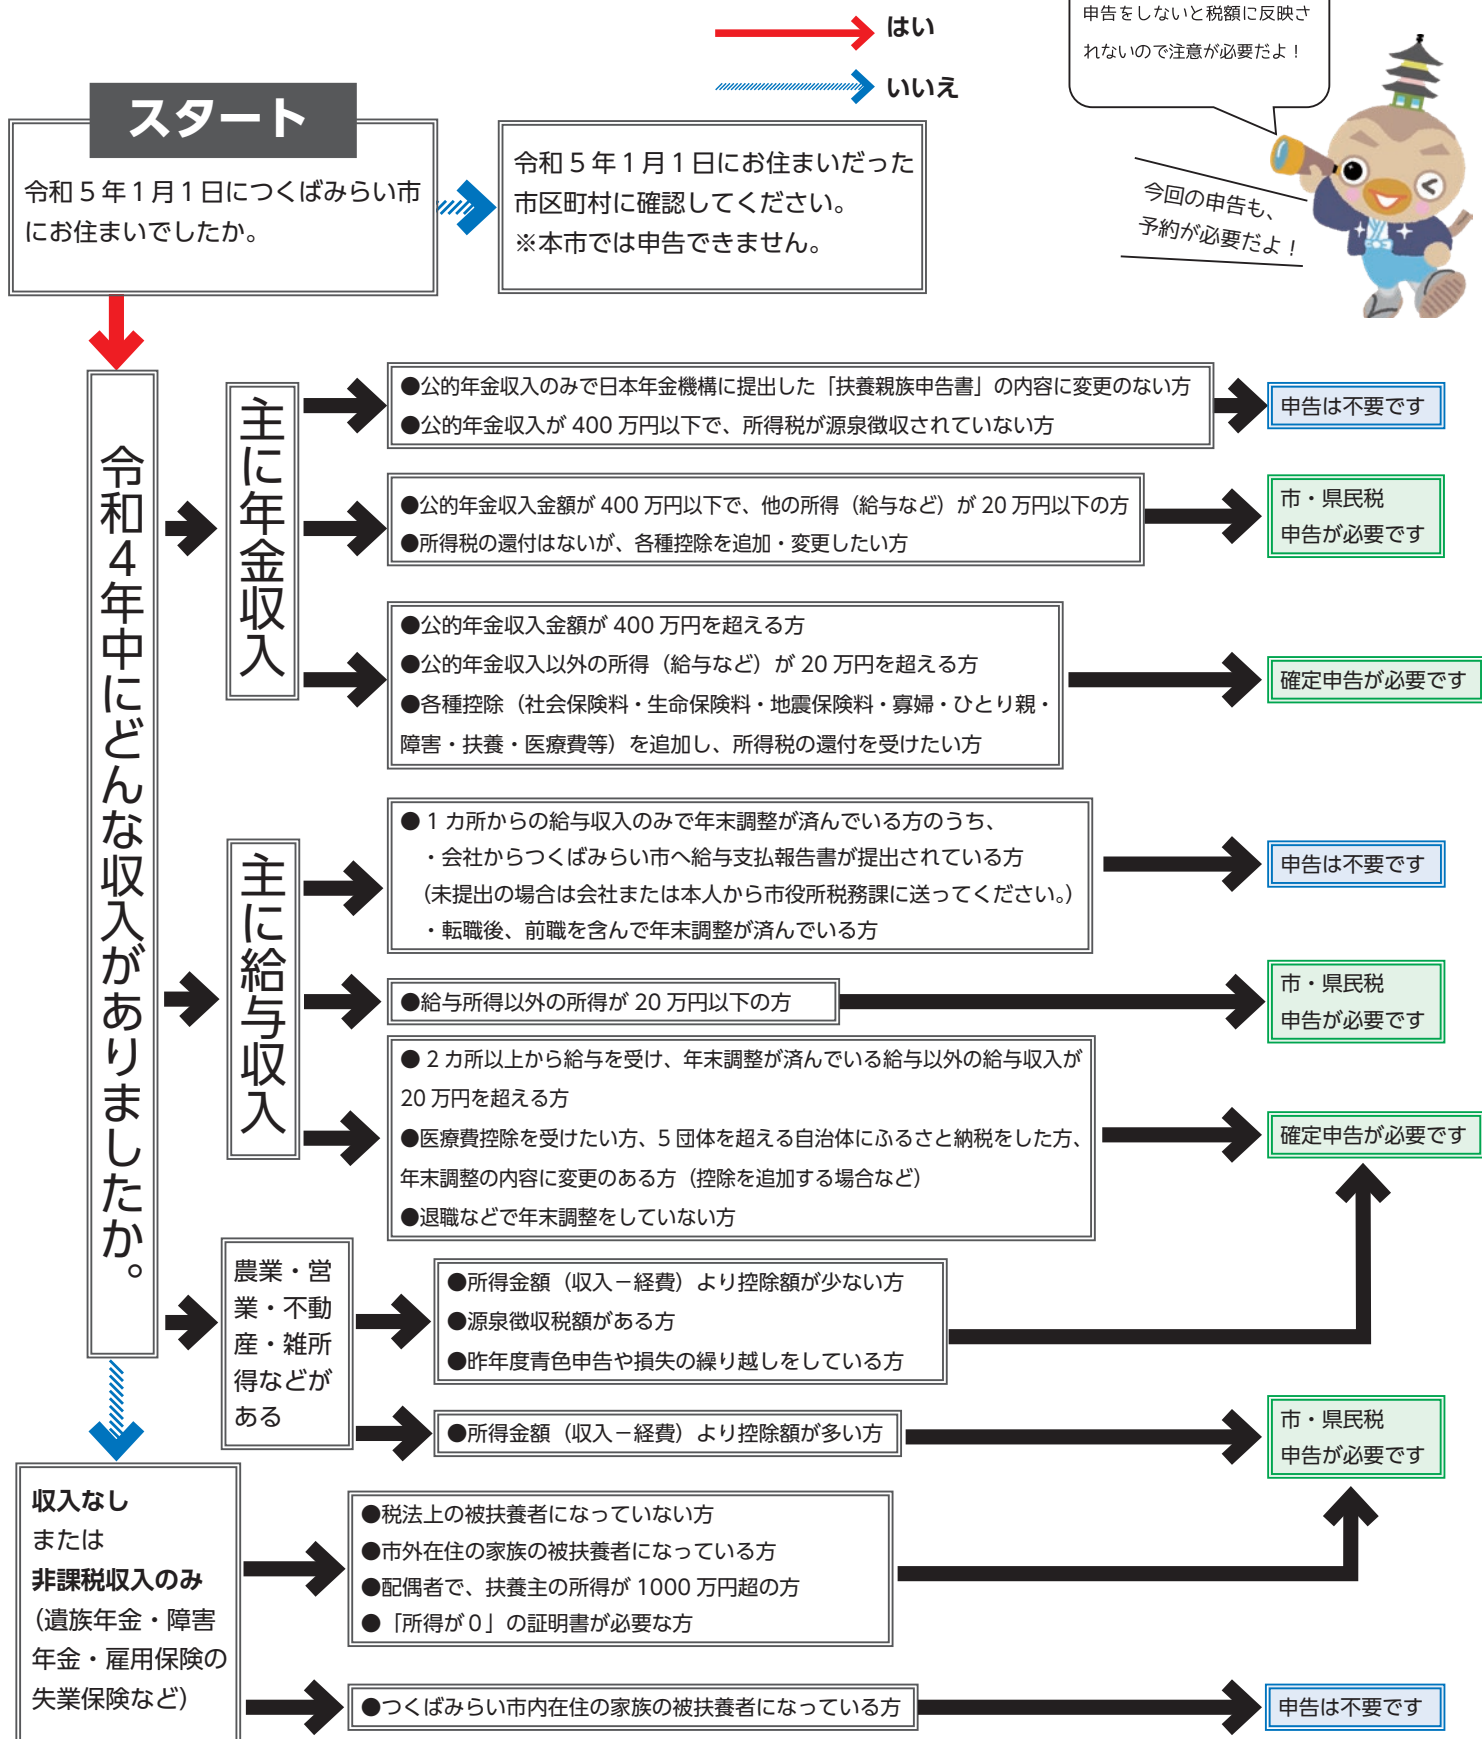 はい
いいえ
申告をしないと税額に反映さ
れないので注意が必要だよ！
今回の申告も、
予約が必要だよ！
スタート
令和５年１月１日につくばみらい市
にお住まいでしたか。
令和５年１月１日にお住まいだった
市区町村に確認してください。
※本市では申告できません。
令和４年中にどんな収入がありましたか。
主に年金収入
●公的年金収入のみで日本年金機構に提出した「扶養親族申告書」の内容に変更のない方
●公的年金収入が 400 万円以下で、所得税が源泉徴収されていない方
申告は不要です
●公的年金収入金額が 400 万円以下で、他の所得（給与など）が 20 万円以下の方
●所得税の還付はないが、各種控除を追加・変更したい方
市・県民税
申告が必要です
●公的年金収入金額が 400 万円を超える方
●公的年金収入以外の所得（給与など）が 20 万円を超える方
●各種控除（社会保険料・生命保険料・地震保険料・寡婦・ひとり親・
障害・扶養・医療費等）を追加し、所得税の還付を受けたい方
確定申告が必要です
主に給与収入
●１カ所からの給与収入のみで年末調整が済んでいる方のうち、
・会社からつくばみらい市へ給与支払報告書が提出されている方
（未提出の場合は会社または本人から市役所税務課に送ってください。）
・転職後、前職を含んで年末調整が済んでいる方
申告は不要です
●給与所得以外の所得が 20 万円以下の方
市・県民税
申告が必要です
●２カ所以上から給与を受け、年末調整が済んでいる給与以外の給与収入が
20 万円を超える方
●医療費控除を受けたい方、５団体を超える自治体にふるさと納税をした方、
年末調整の内容に変更のある方（控除を追加する場合など）
●退職などで年末調整をしていない方
確定申告が必要です
農業・営
業・不動
産・雑所
得などが
ある
●所得金額（収入－経費）より控除額が少ない方
●源泉徴収税額がある方
●昨年度青色申告や損失の繰り越しをしている方
●所得金額（収入－経費）より控除額が多い方
市・県民税
申告が必要です
収入なし
または
非課税収入のみ
（遺族年金・障害
年金・雇用保険の
失業保険など）
●税法上の被扶養者になっていない方
●市外在住の家族の被扶養者になっている方
●配偶者で、扶養主の所得が 1000 万円超の方
●「所得が０」の証明書が必要な方
●つくばみらい市内在住の家族の被扶養者になっている方
申告は不要です